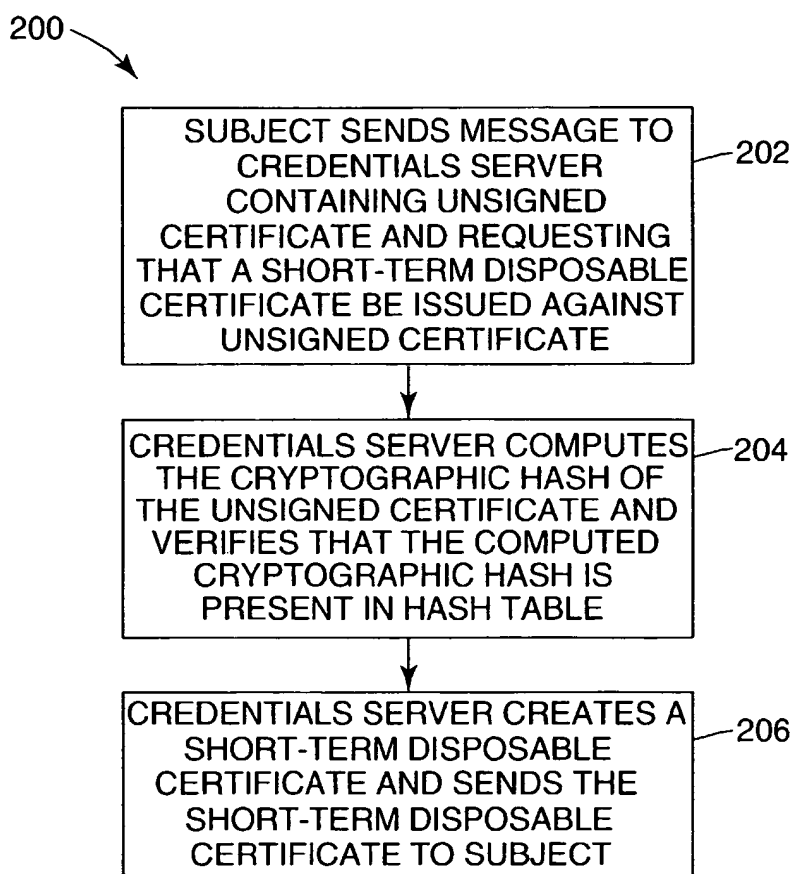 200
SUBJECT SENDS MESSAGE TO
CREDENTIALS SERVER
CONTAINING UNSIGNED
CERTIFICATE AND REQUESTING
THAT A SHORT-TERM DISPOSABLE
CERTIFICATE BE ISSUED AGAINST
UNSIGNED CERTIFICATE
202
CREDENTIALS SERVER COMPUTES
THE CRYPTOGRAPHIC HASH OF
THE UNSIGNED CERTIFICATE AND
VERIFIES THAT THE COMPUTED
CRYPTOGRAPHIC HASH IS
PRESENT IN HASH TABLE
204
CREDENTIALS SERVER CREATES A
SHORT-TERM DISPOSABLE
CERTIFICATE AND SENDS THE
SHORT-TERM DISPOSABLE
CERTIFICATE TO SUBJECT
206